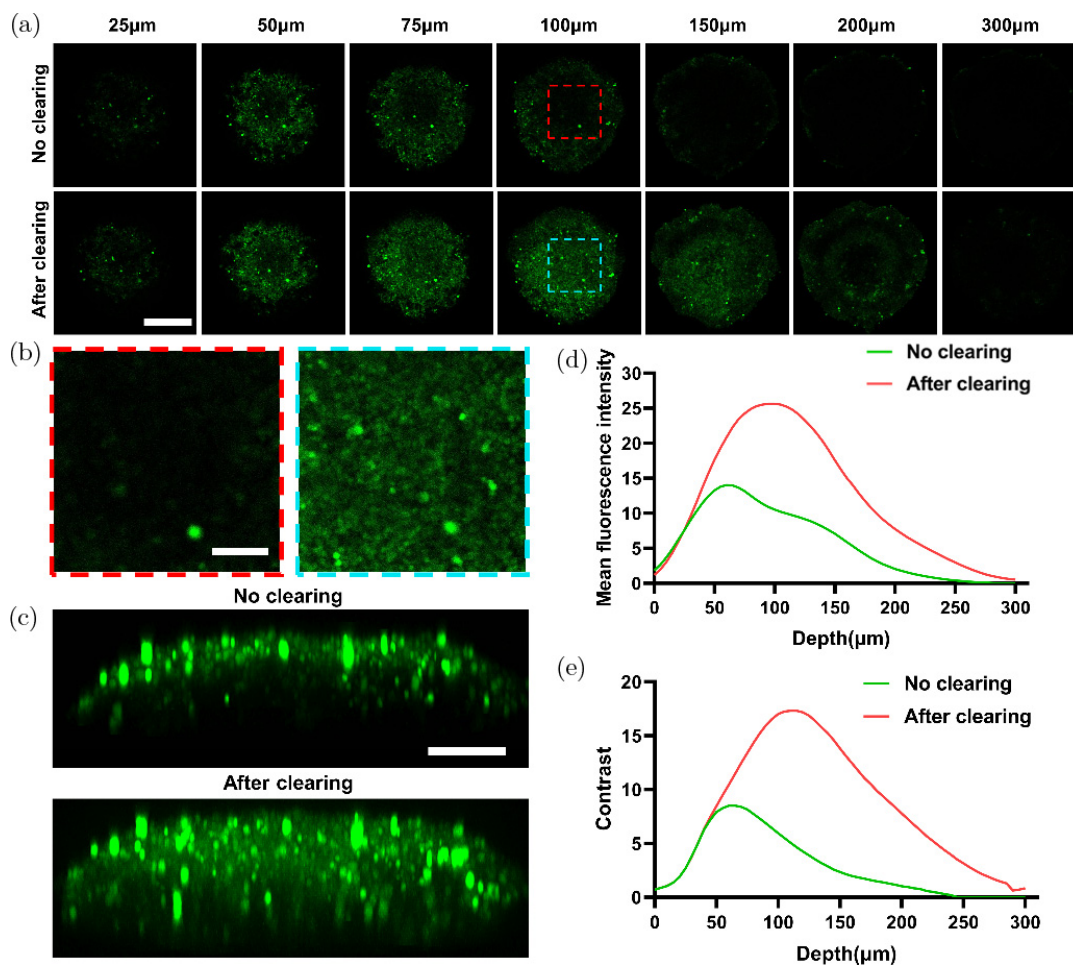 (a)
25μm 50μm 75μm 100μm 150μm 200μm 300μm
No clearing
After clearing
(b)
(c)
No clearing
After clearing
(d)
No clearing
After clearing
Mean fluorescence intensity
30
25
20
15
10
5
0
0 50 100 150 200 250 300
Depth(μm)
(e)
No clearing
After clearing
Contrast
20
15
10
5
0
0 50 100 150 200 250 300
Depth(μm)